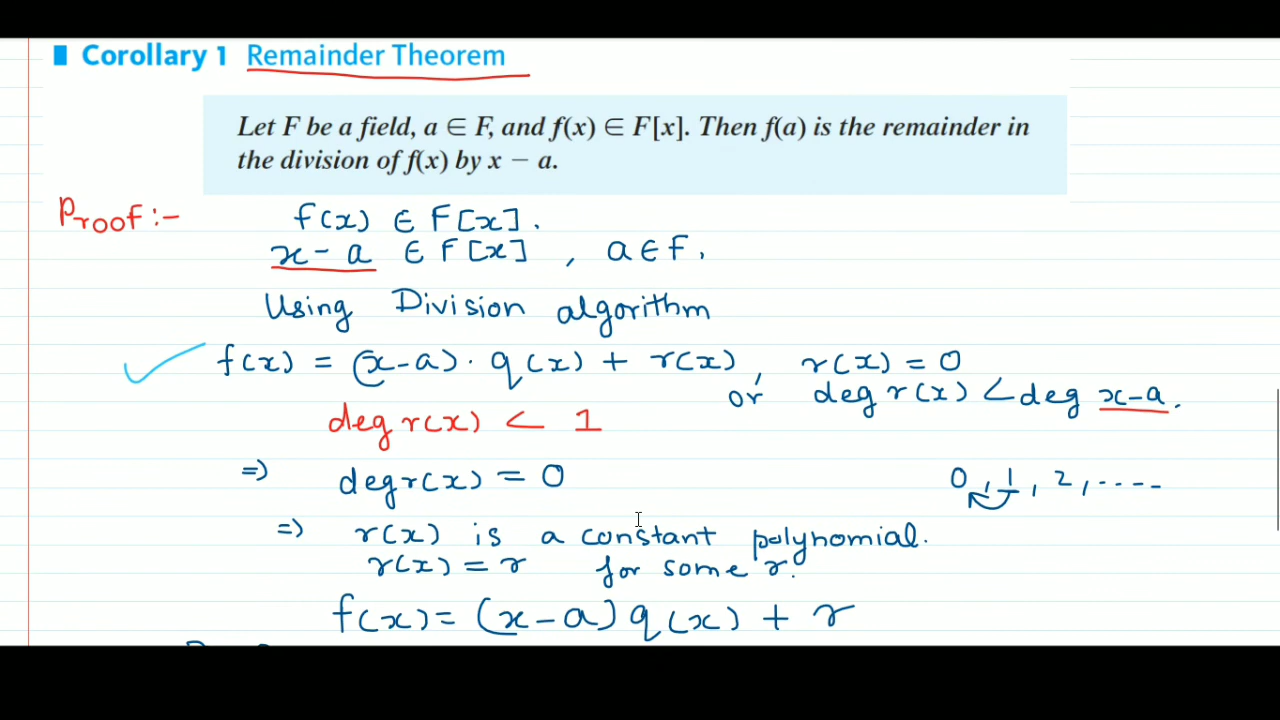 Corollary 1 Remainder Theorem
Let F be a field, a ∈ F, and f(x) ∈ F[x]. Then f(a) is the remainder in
the division of f(x) by x − a.
Proof :- f(x) ∈ F[x].
x - a ∈ F[x] , a ∈ F.
Using Division algorithm
f(x) = (x-a) . q(x) + r(x) , r(x) = 0
or deg r(x) < deg x-a.
deg r(x) < 1
=> deg r(x) = 0 0, 1, 2, -----
=> r(x) is a constant polynomial.
r(x) = r for some r.
f(x) = (x-a) q(x) + r